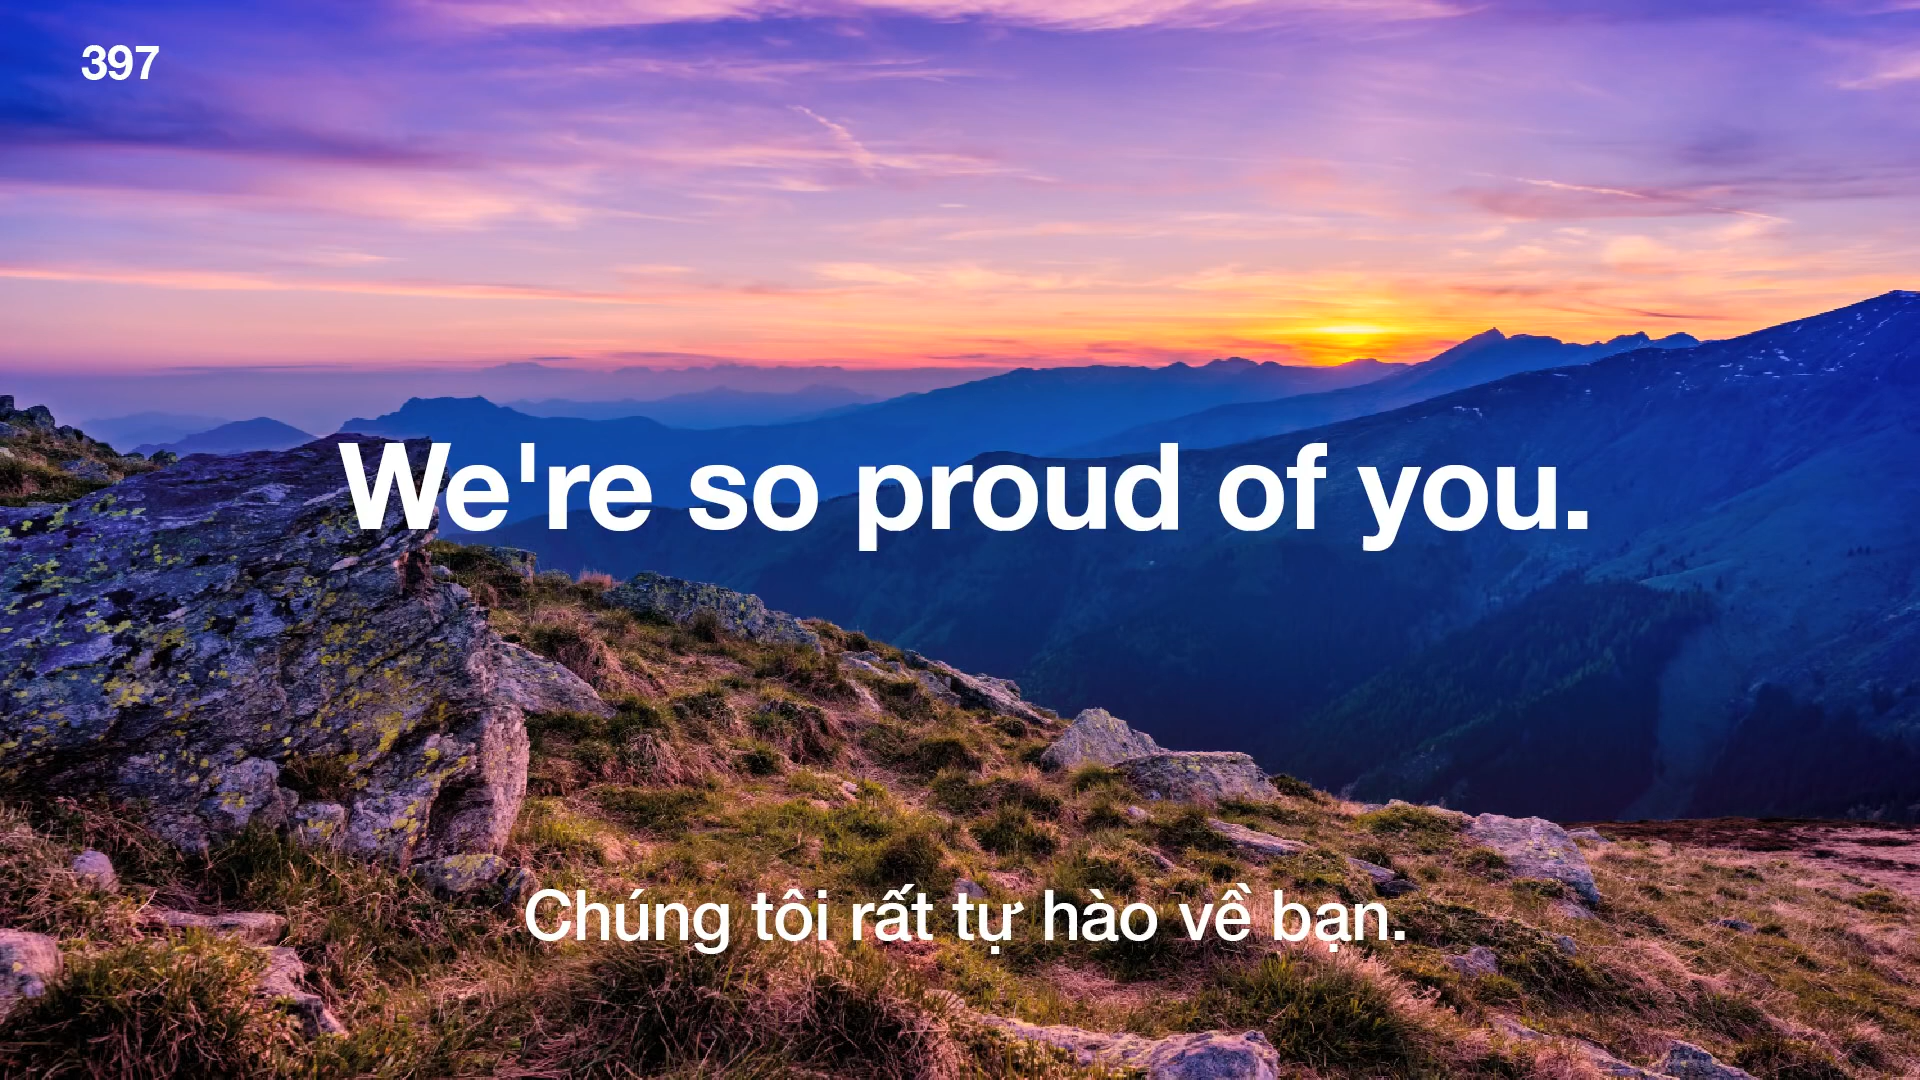 397
We're so proud of you.
Chúng tôi rất tự hào về bạn.